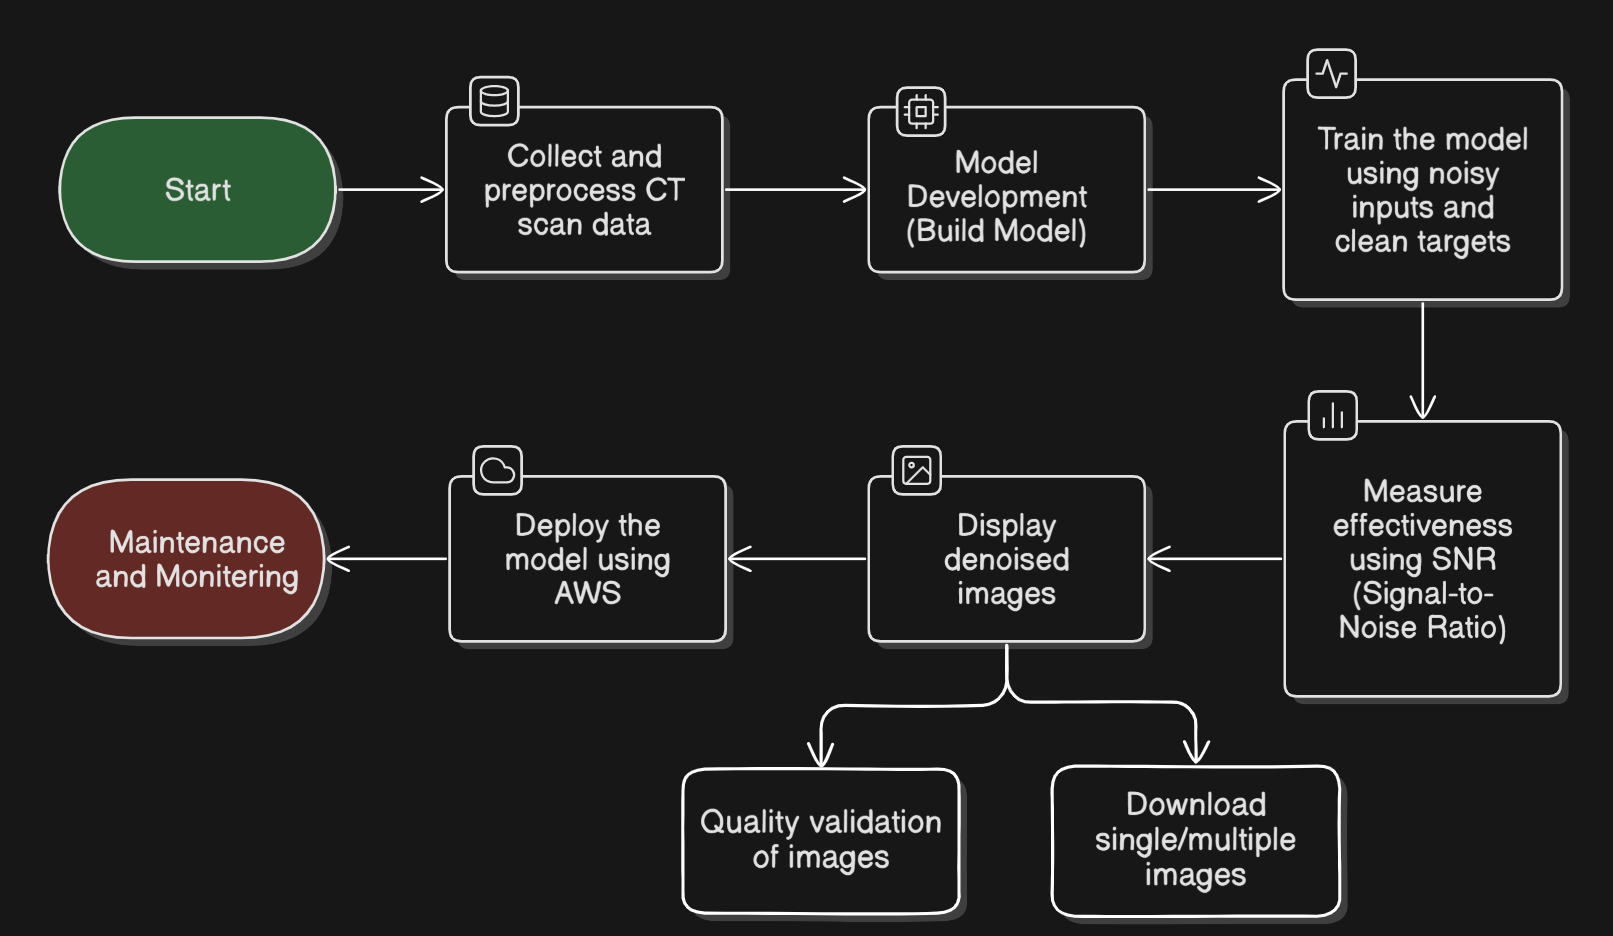 Start
Collect and
preprocess CT
scan data
Model
Development
(Build Model)
Train the model
using noisy
inputs and
clean targets
Measure
effectiveness
using SNR
(Signal-to-
Noise Ratio)
Display
denoised
images
Deploy the
model using
AWS
Maintenance
and Monitering
Quality validation
of images
Download
single/multiple
images